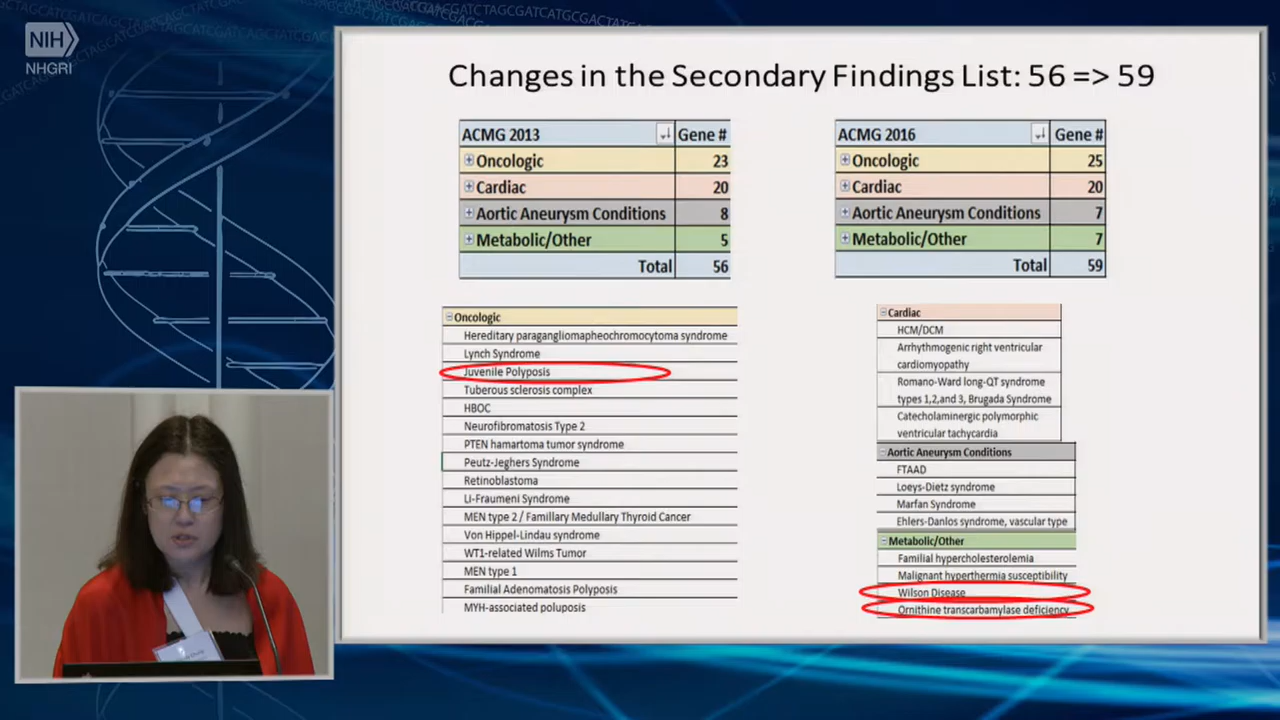 NIH
NHGRI
Changes in the Secondary Findings List: 56 => 59
ACMG 2013 Gene #
Oncologic 23
Cardiac 20
Aortic Aneurysm Conditions 8
Metabolic/Other 5
Total 56
ACMG 2016 Gene #
Oncologic 25
Cardiac 20
Aortic Aneurysm Conditions 7
Metabolic/Other 7
Total 59
Oncologic
Hereditary paragangliomapheochromocytoma syndrome
Lynch Syndrome
Juvenile Polyposis
Tuberous sclerosis complex
HBOC
Neurofibromatosis Type 2
PTEN hamartoma tumor syndrome
Peutz-Jeghers Syndrome
Retinoblastoma
LI-Fraumeni Syndrome
MEN type 2 / Famillary Medullary Thyroid Cancer
Von Hippel-Lindau syndrome
WT1-related Wilms Tumor
MEN type 1
Familial Adenomatosis Polyposis
MYH-associated poluposis
Cardiac
HCM/DCM
Arrhythmogenic right ventricular
cardiomyopathy
Romano-Ward long-QT syndrome
types 1,2,and 3, Brugada Syndrome
Catecholaminergic polymorphic
ventricular tachycardia
Aortic Aneurysm Conditions
FTAAD
Loeys-Dietz syndrome
Marfan Syndrome
Ehlers-Danlos syndrome, vascular type
Metabolic/Other
Familial hypercholesterolemia
Malignant hyperthermia susceptibility
Wilson Disease
Ornithine transcarbamylase deficiency